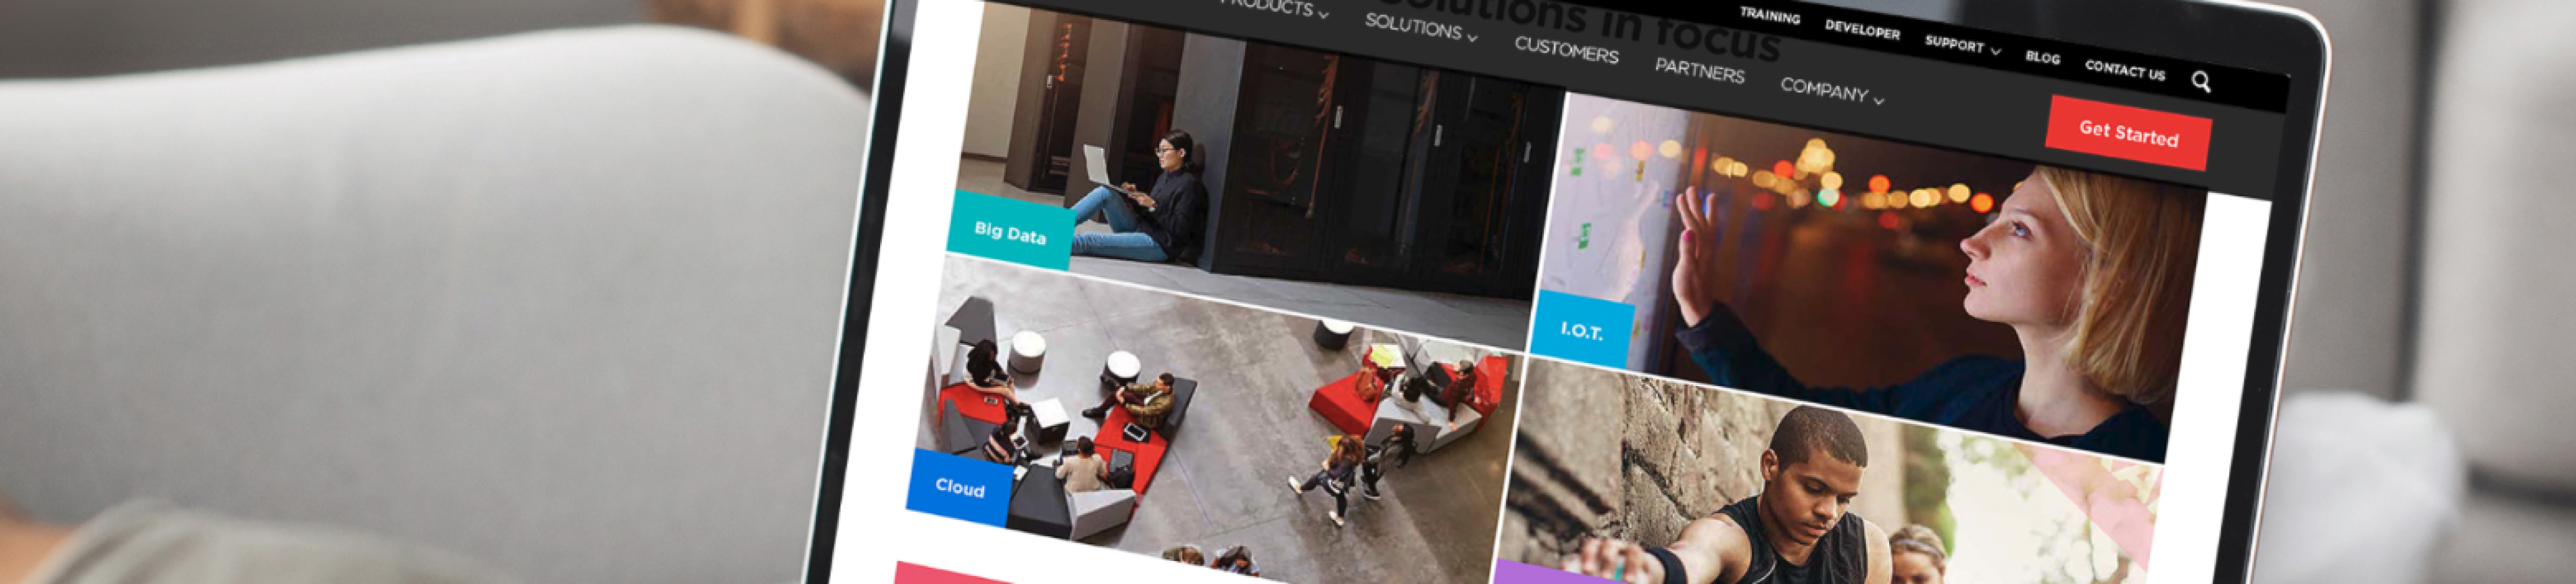 TRAINING DEVELOPER SUPPORT BLOG CONTACT US
PRODUCTS SOLUTIONS CUSTOMERS PARTNERS COMPANY
Get Started
Solutions in focus
Big Data
I.O.T.
Cloud